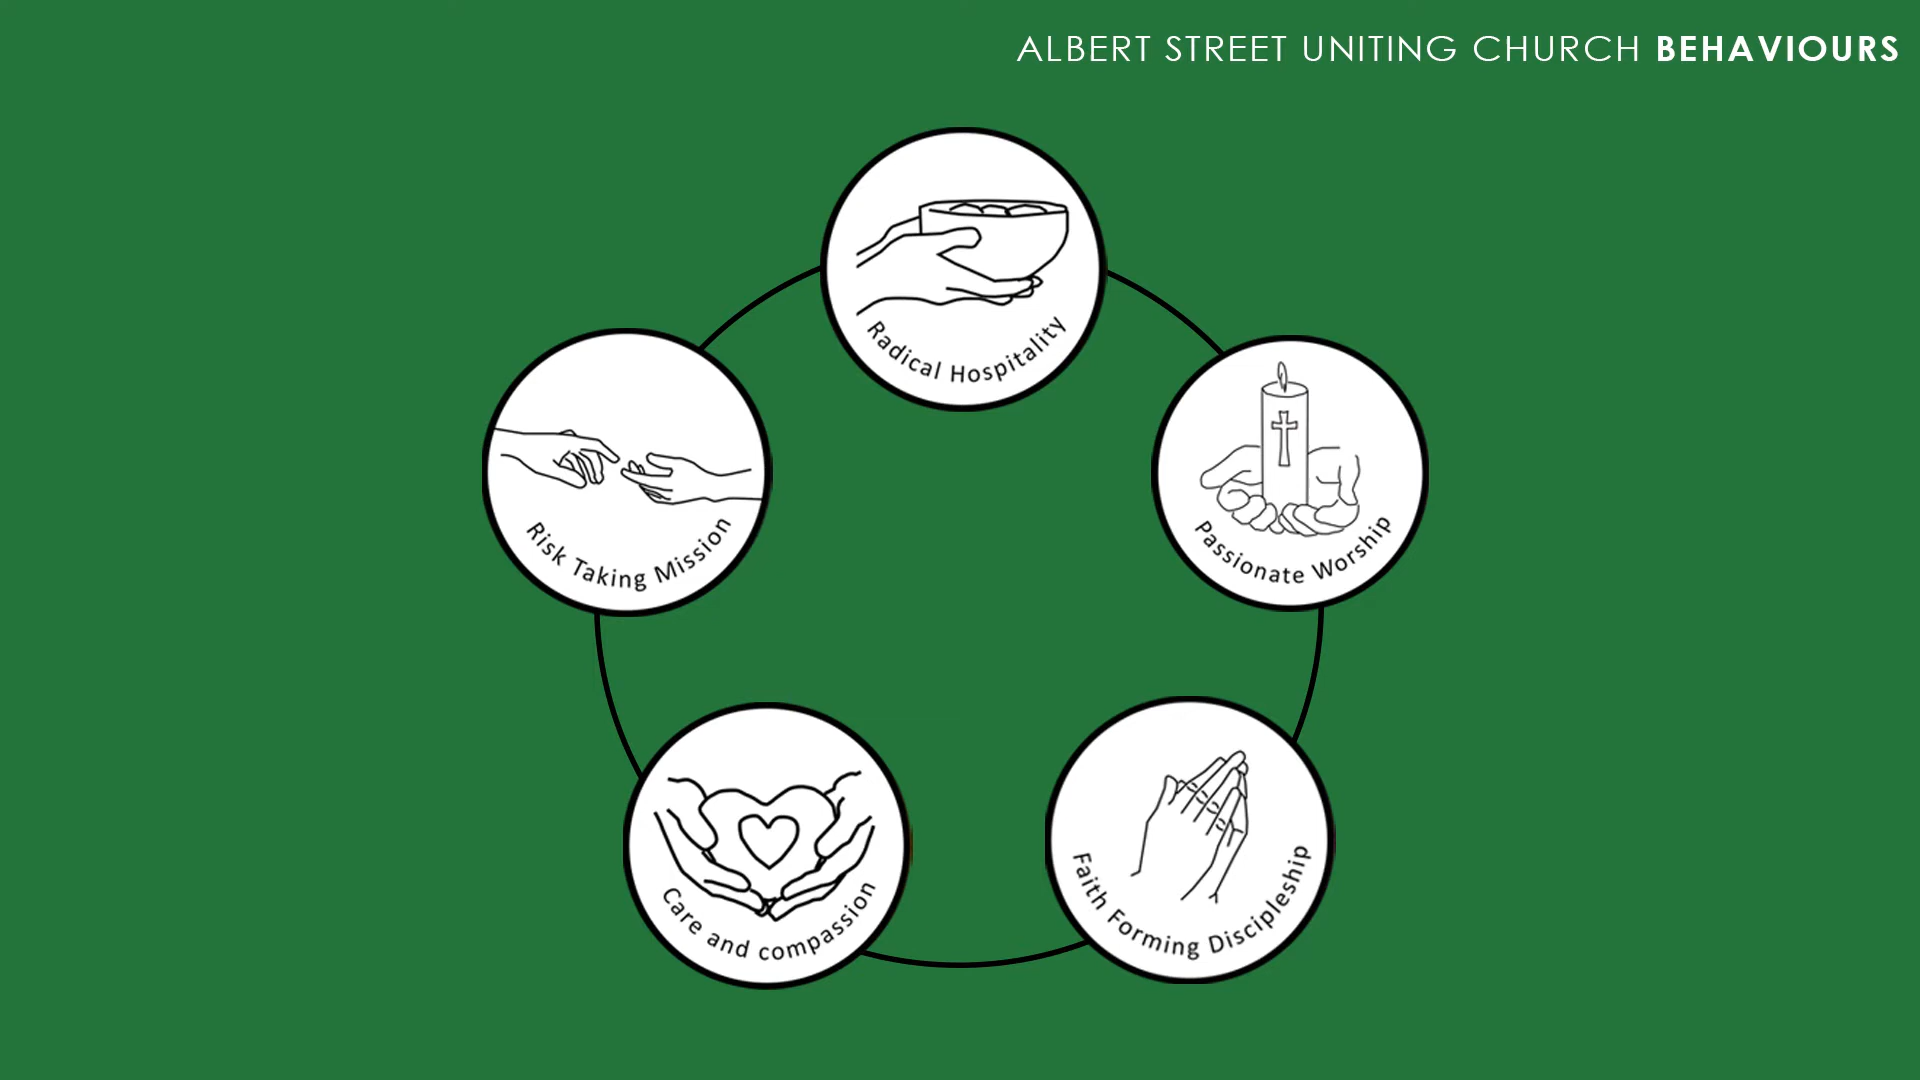 ALBERT STREET UNITING CHURCH BEHAVIOURS
Radical Hospitality
Risk Taking Mission
Passionate Worship
Care and compassion
Faith Forming Discipleship